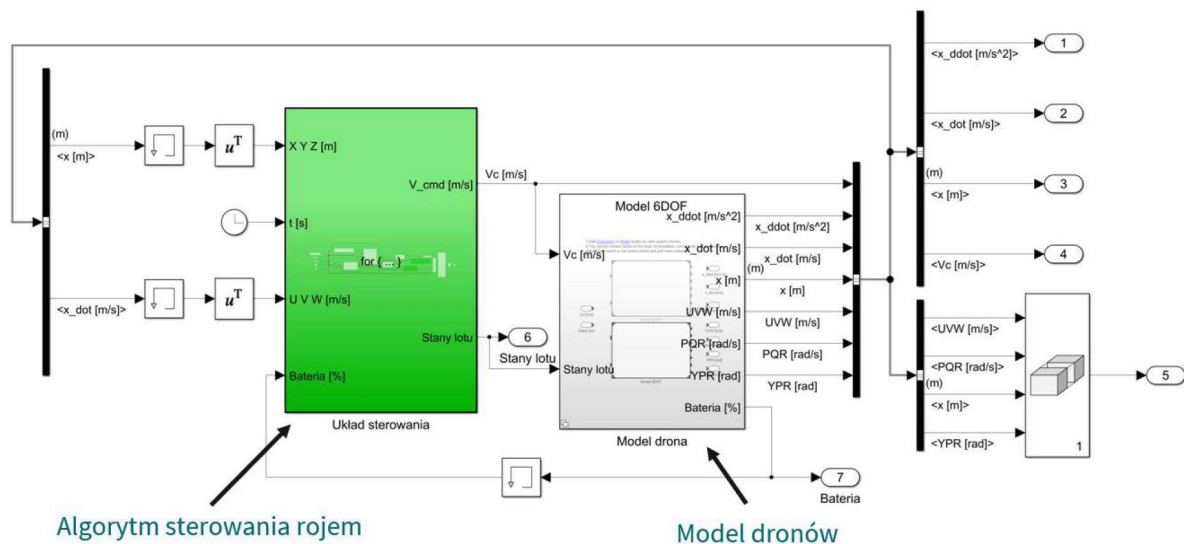 (m)
<x [m]>
u^T
<x_dot [m/s]>
u^T
X Y Z [m]
t [s]
U V W [m/s]
Bateria [%]
for { ... }
V_cmd [m/s]
Stany lotu
Układ sterowania
Vc [m/s]
6
Stany lotu
Model 6DOF
Vc [m/s]
Stany lotu
x_ddot [m/s^2]
x_dot [m/s]
x [m]
UVW [m/s]
PQR [rad/s]
YPR [rad]
Bateria [%]
Model drona
x_ddot [m/s^2]
x_dot [m/s]
(m)
x [m]
UVW [m/s]
PQR [rad/s]
YPR [rad]
7
Bateria
<x_ddot [m/s^2]>
1
<x_dot [m/s]>
2
(m)
<x [m]>
3
<Vc [m/s]>
4
<UVW [m/s]>
<PQR [rad/s]>
(m)
<x [m]>
<YPR [rad]>
1
5
Algorytm sterowania rojem
Model dronów